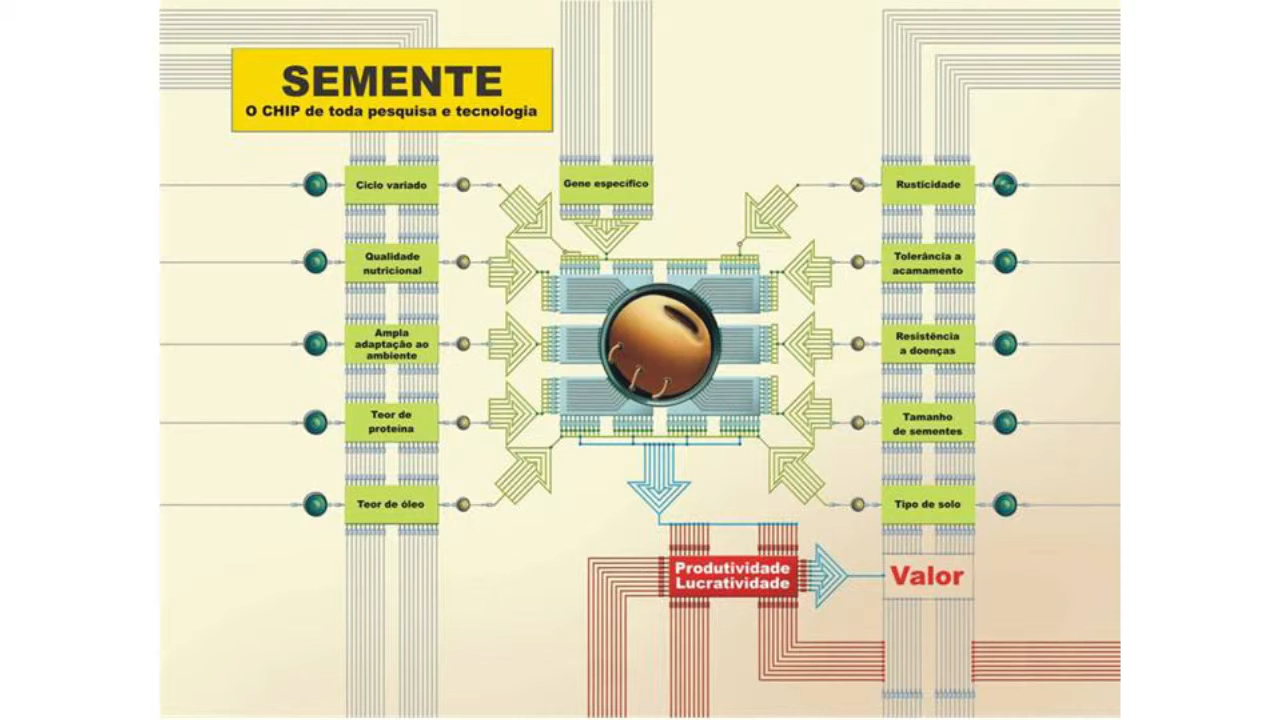 SEMENTE
O CHIP de toda pesquisa e tecnologia
Ciclo variado
Qualidade
nutricional
Ampla
adaptação ao
ambiente
Teor de
proteína
Teor de óleo
Gene específico
Rusticidade
Tolerância a
acamamento
Resistência
a doenças
Tamanho
de sementes
Tipo de solo
Produtividade
Lucratividade
Valor